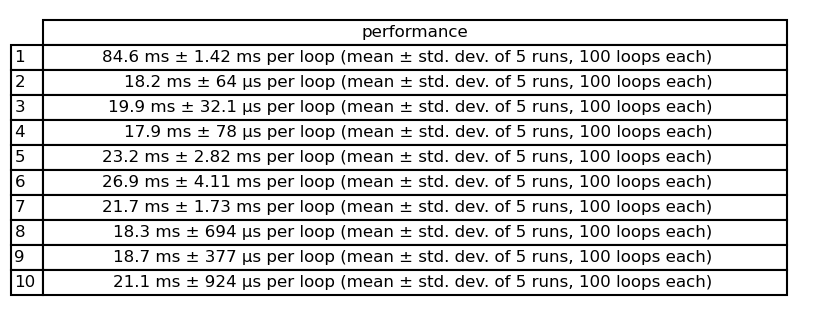 performance
1 84.6 ms ± 1.42 ms per loop (mean ± std. dev. of 5 runs, 100 loops each)
2 18.2 ms ± 64 µs per loop (mean ± std. dev. of 5 runs, 100 loops each)
3 19.9 ms ± 32.1 µs per loop (mean ± std. dev. of 5 runs, 100 loops each)
4 17.9 ms ± 78 µs per loop (mean ± std. dev. of 5 runs, 100 loops each)
5 23.2 ms ± 2.82 ms per loop (mean ± std. dev. of 5 runs, 100 loops each)
6 26.9 ms ± 4.11 ms per loop (mean ± std. dev. of 5 runs, 100 loops each)
7 21.7 ms ± 1.73 ms per loop (mean ± std. dev. of 5 runs, 100 loops each)
8 18.3 ms ± 694 µs per loop (mean ± std. dev. of 5 runs, 100 loops each)
9 18.7 ms ± 377 µs per loop (mean ± std. dev. of 5 runs, 100 loops each)
10 21.1 ms ± 924 µs per loop (mean ± std. dev. of 5 runs, 100 loops each)